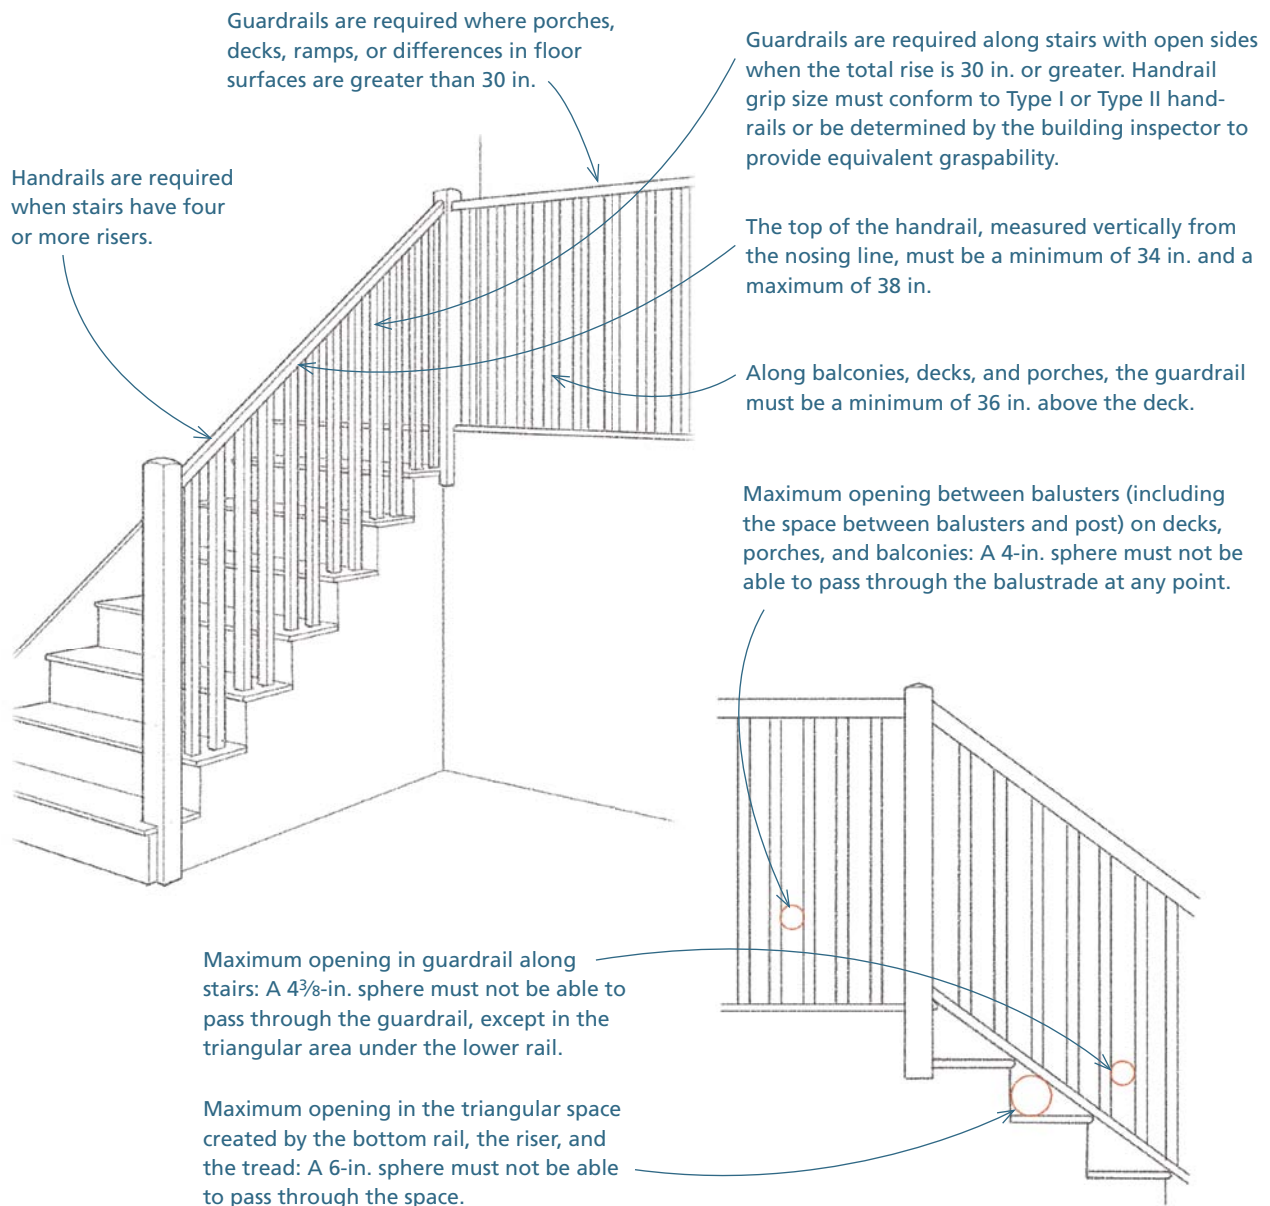 Guardrails are required where porches,
decks, ramps, or differences in floor
surfaces are greater than 30 in.
Guardrails are required along stairs with open sides
when the total rise is 30 in. or greater. Handrail
grip size must conform to Type I or Type II hand-
rails or be determined by the building inspector to
provide equivalent graspability.
Handrails are required
when stairs have four
or more risers.
The top of the handrail, measured vertically from
the nosing line, must be a minimum of 34 in. and a
maximum of 38 in.
Along balconies, decks, and porches, the guardrail
must be a minimum of 36 in. above the deck.
Maximum opening between balusters (including
the space between balusters and post) on decks,
porches, and balconies: A 4-in. sphere must not be
able to pass through the balustrade at any point.
Maximum opening in guardrail along
stairs: A 4⅜-in. sphere must not be able to
pass through the guardrail, except in the
triangular area under the lower rail.
Maximum opening in the triangular space
created by the bottom rail, the riser, and
the tread: A 6-in. sphere must not be able
to pass through the space.